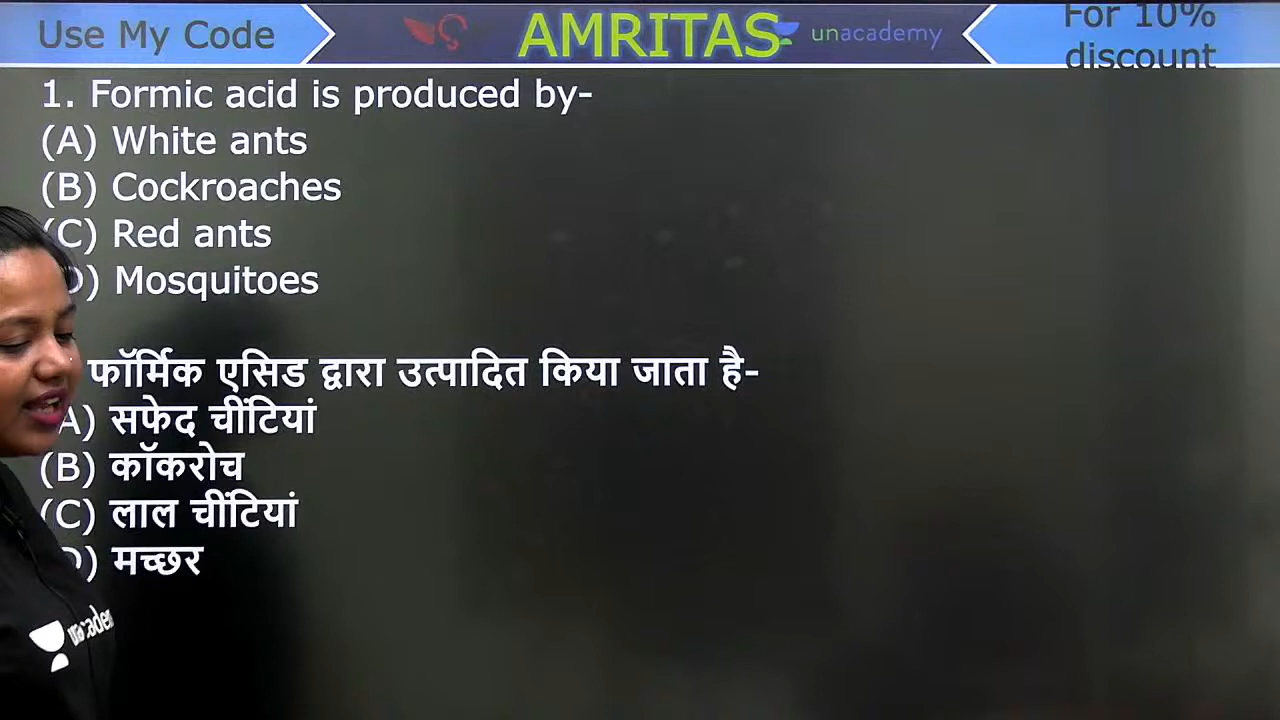 Use My Code
AMRITAS
unacademy
For 10%
discount
1. Formic acid is produced by-
(A) White ants
(B) Cockroaches
(C) Red ants
D) Mosquitoes
फॉर्मिक एसिड द्वारा उत्पादित किया जाता है-
A) सफेद चींटियां
(B) कॉकरोच
(C) लाल चींटियां
D) मच्छर
unacadem